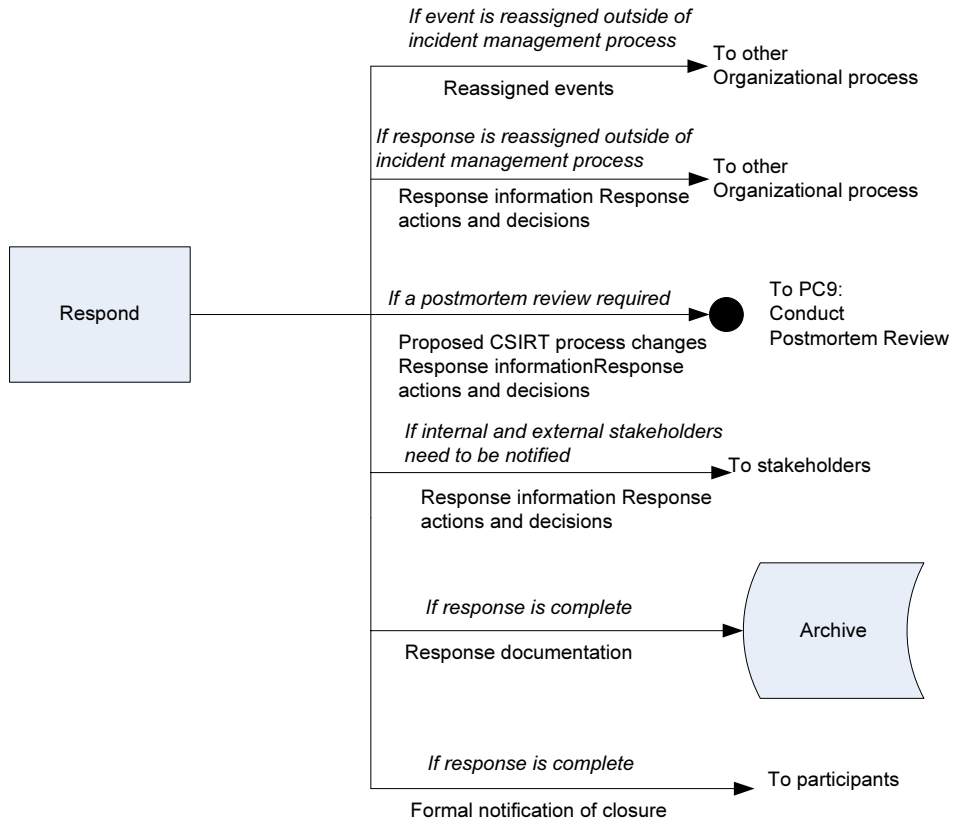 If event is reassigned outside of
incident management process
Reassigned events
To other
Organizational process
If response is reassigned outside of
incident management process
Response information Response
actions and decisions
To other
Organizational process
Respond
If a postmortem review required
Proposed CSIRT process changes
Response informationResponse
actions and decisions
To PC9:
Conduct
Postmortem Review
If internal and external stakeholders
need to be notified
Response information Response
actions and decisions
To stakeholders
If response is complete
Response documentation
Archive
If response is complete
Formal notification of closure
To participants